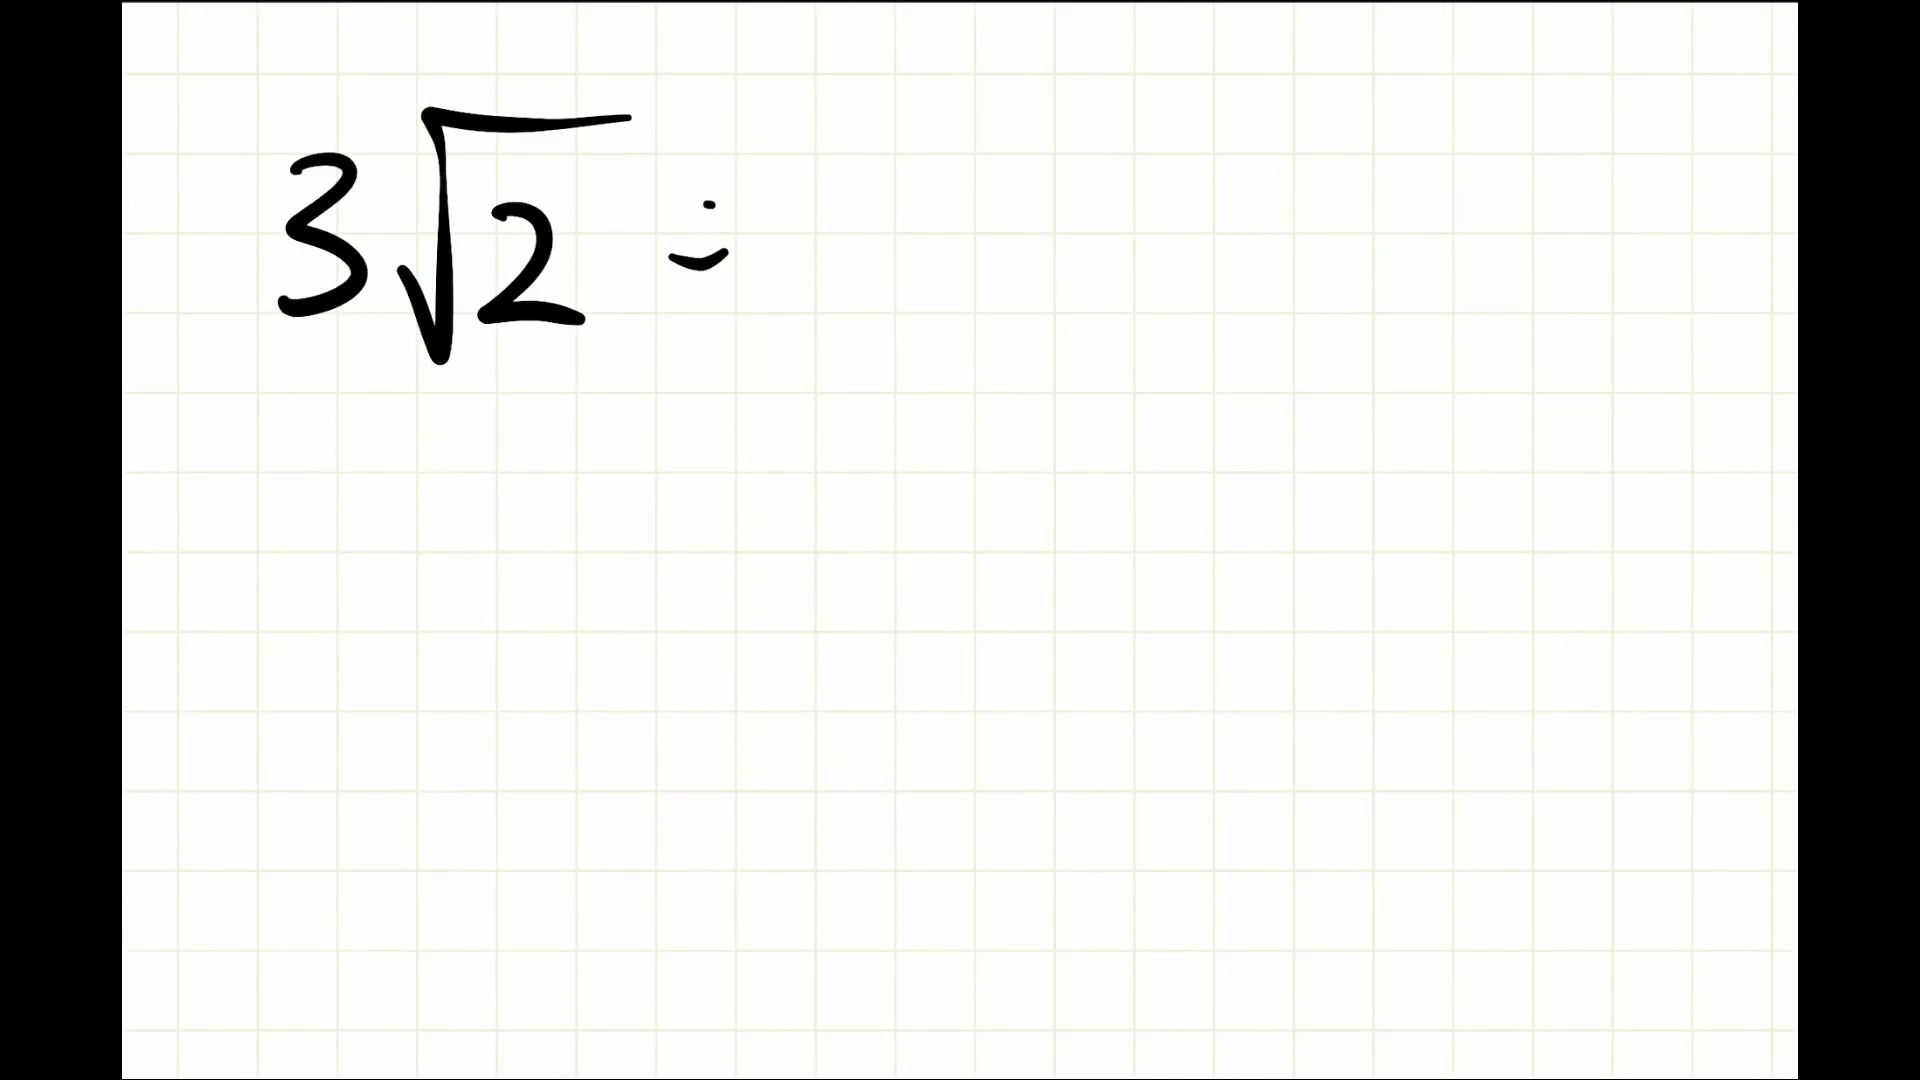 3√2 =